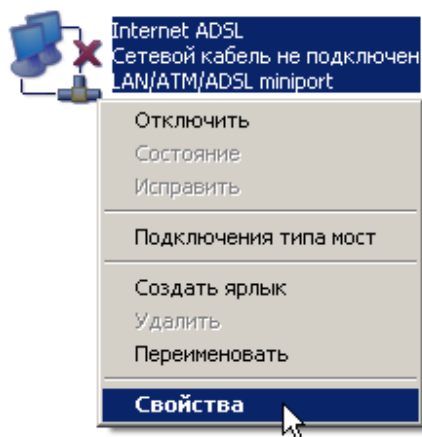 Internet ADSL
Сетевой кабель не подключен
LAN/ATM/ADSL miniport
Отключить
Состояние
Исправить
Подключения типа мост
Создать ярлык
Удалить
Переименовать
Свойства